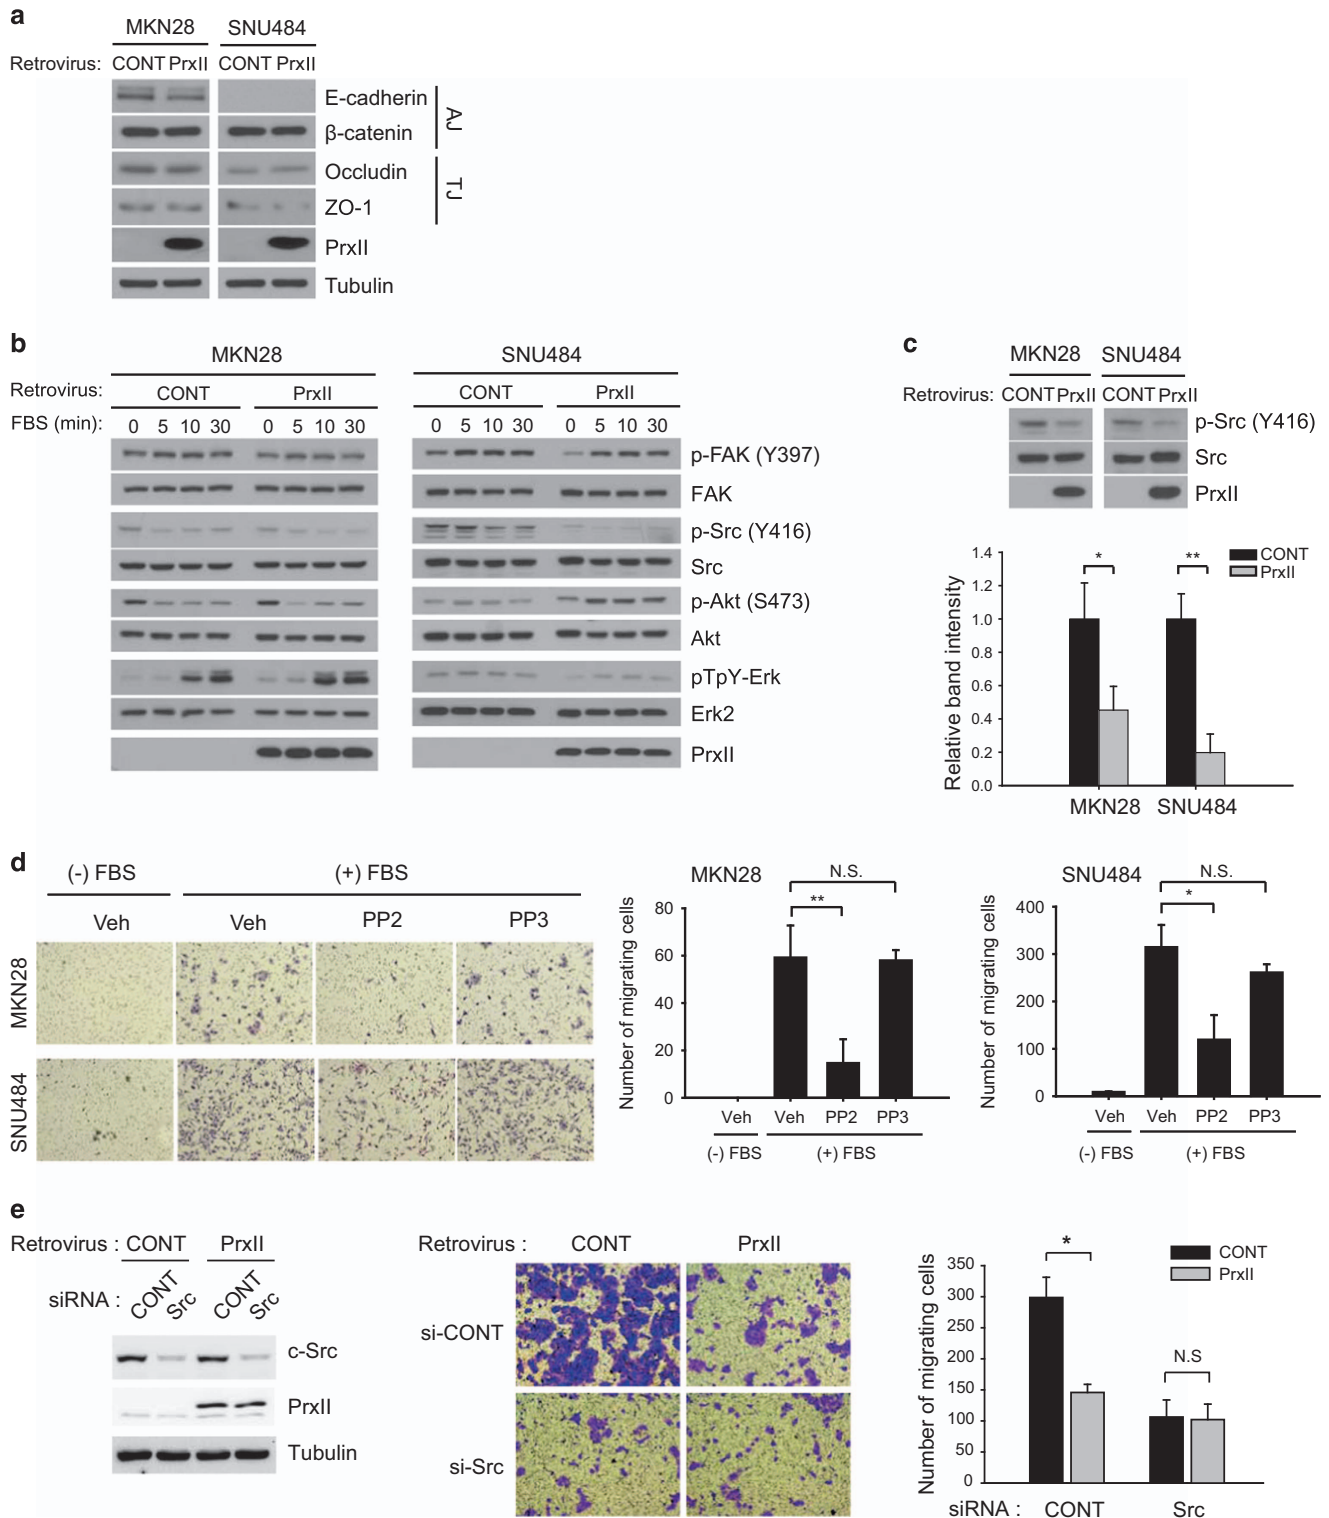 a
MKN28 SNU484
Retrovirus: CONT PrxII CONT PrxII
E-cadherin
β-catenin
AJ
Occludin
ZO-1
TJ
PrxII
Tubulin
b
MKN28 SNU484
Retrovirus: CONT PrxII CONT PrxII
FBS (min): 0 5 10 30 0 5 10 30 0 5 10 30 0 5 10 30
p-FAK (Y397)
FAK
p-Src (Y416)
Src
p-Akt (S473)
Akt
pTpY-Erk
Erk2
PrxII
c
MKN28 SNU484
Retrovirus: CONT PrxII CONT PrxII
p-Src (Y416)
Src
PrxII
Relative band intensity
1.4
1.2
1.0
0.8
0.6
0.4
0.2
0.0
* **
CONT
PrxII
MKN28 SNU484
d
(-) FBS (+) FBS
Veh Veh PP2 PP3
MKN28
SNU484
MKN28
N.S.
**
Number of migrating cells
80
60
40
20
0
Veh Veh PP2 PP3
(-) FBS (+) FBS
SNU484
N.S.
*
Number of migrating cells
400
300
200
100
0
Veh Veh PP2 PP3
(-) FBS (+) FBS
e
Retrovirus : CONT PrxII
siRNA : CONT Src CONT Src
c-Src
PrxII
Tubulin
Retrovirus : CONT PrxII
si-CONT
si-Src
Number of migrating cells
350
300
250
200
150
100
50
0
*
N.S
CONT
PrxII
siRNA : CONT Src